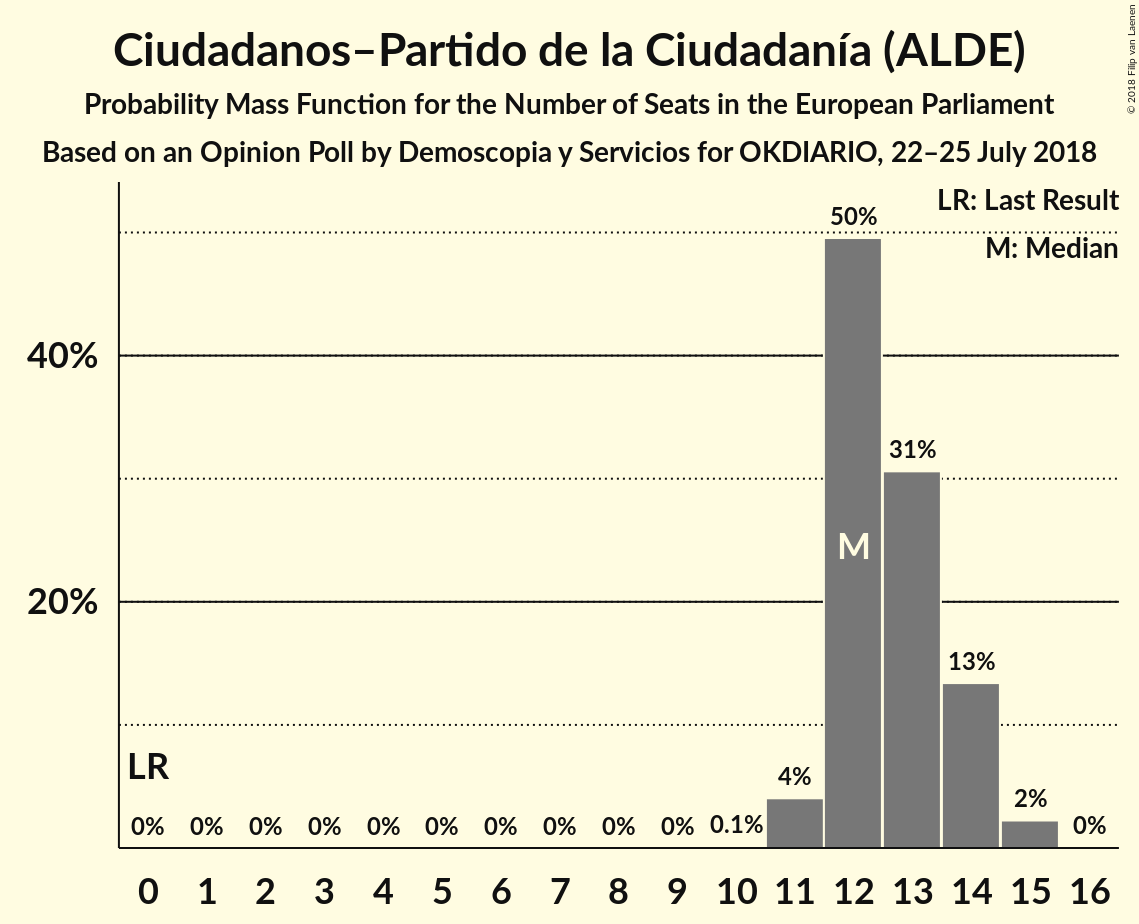 Ciudadanos–Partido de la Ciudadanía (ALDE)
Probability Mass Function for the Number of Seats in the European Parliament
Based on an Opinion Poll by Demoscopia y Servicios for OKDIARIO, 22–25 July 2018
© 2018 Filip van Laenen
LR: Last Result
M: Median
50%
40%
31%
M
20%
13%
LR
4%
2%
0% 0% 0% 0% 0% 0% 0% 0% 0% 0% 0.1% 0%
0 1 2 3 4 5 6 7 8 9 10 11 12 13 14 15 16